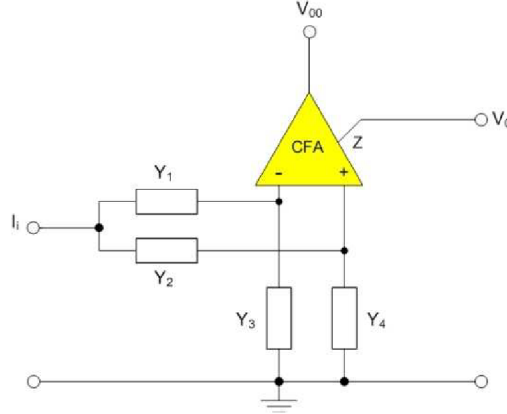 V₀₀
V₀
Z
CFA
- +
Y₁
Iᵢ
Y₂
Y₃
Y₄